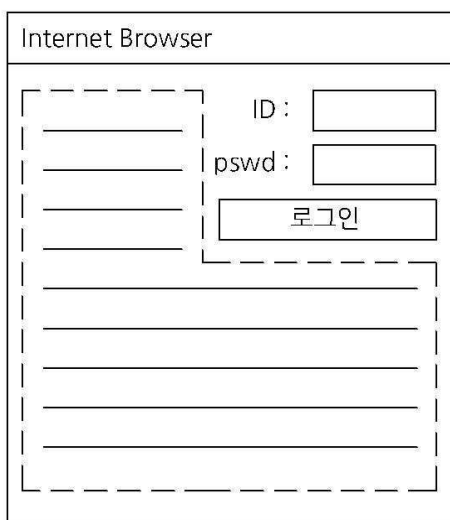 Internet Browser
ID :
pswd :
로그인